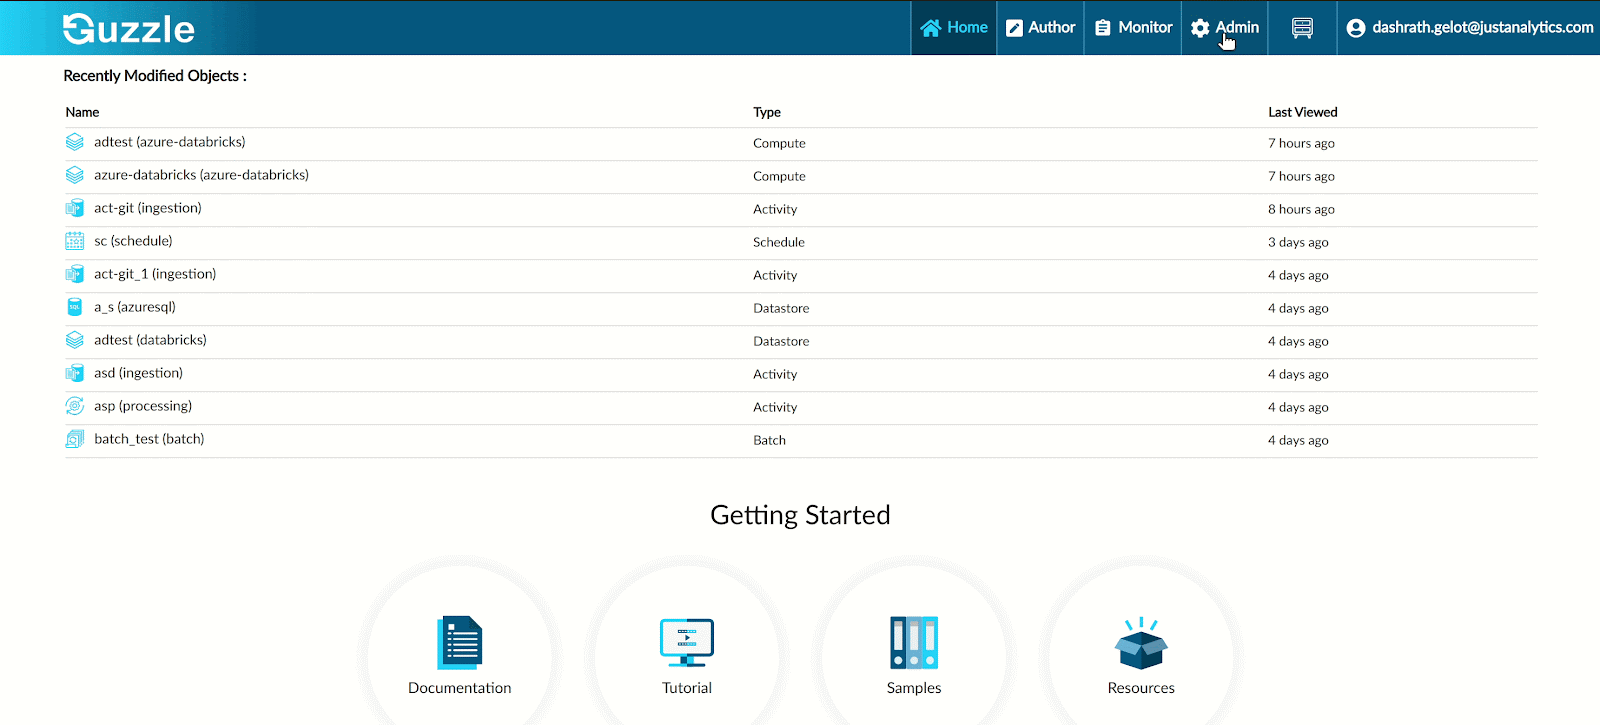 Guzzle Home Author Monitor Admin dashrath.gelot@justanalytics.com
Recently Modified Objects :
Name Type Last Viewed
adtest (azure-databricks) Compute 7 hours ago
azure-databricks (azure-databricks) Compute 7 hours ago
act-git (ingestion) Activity 8 hours ago
sc (schedule) Schedule 3 days ago
act-git_1 (ingestion) Activity 4 days ago
SQL a_s (azuresql) Datastore 4 days ago
adtest (databricks) Datastore 4 days ago
asd (ingestion) Activity 4 days ago
asp (processing) Activity 4 days ago
batch_test (batch) Batch 4 days ago
Getting Started
Documentation Tutorial Samples Resources